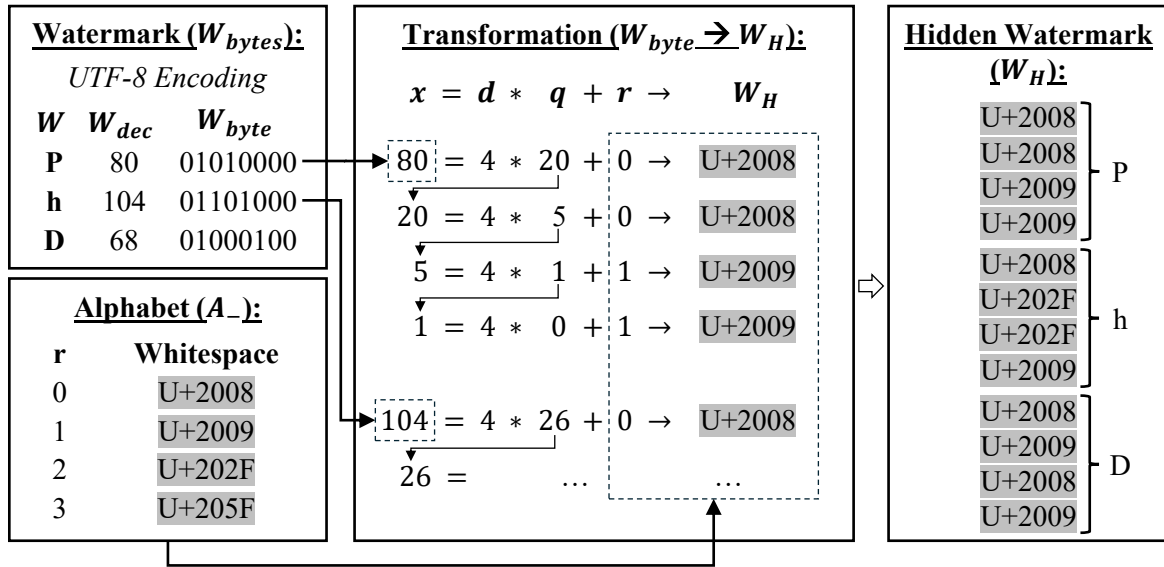 Watermark (W_bytes):
UTF-8 Encoding
W W_dec W_byte
P 80 01010000
h 104 01101000
D 68 01000100
Alphabet (A_):
r Whitespace
0 U+2008
1 U+2009
2 U+202F
3 U+205F
Transformation (W_byte → W_H):
x = d * q + r → W_H
80 = 4 * 20 + 0 → U+2008
20 = 4 * 5 + 0 → U+2008
5 = 4 * 1 + 1 → U+2009
1 = 4 * 0 + 1 → U+2009
104 = 4 * 26 + 0 → U+2008
26 = … …
Hidden Watermark
(W_H):
U+2008
U+2008
U+2009
U+2009
P
U+2008
U+202F
U+202F
U+2009
h
U+2008
U+2009
U+2008
U+2009
D